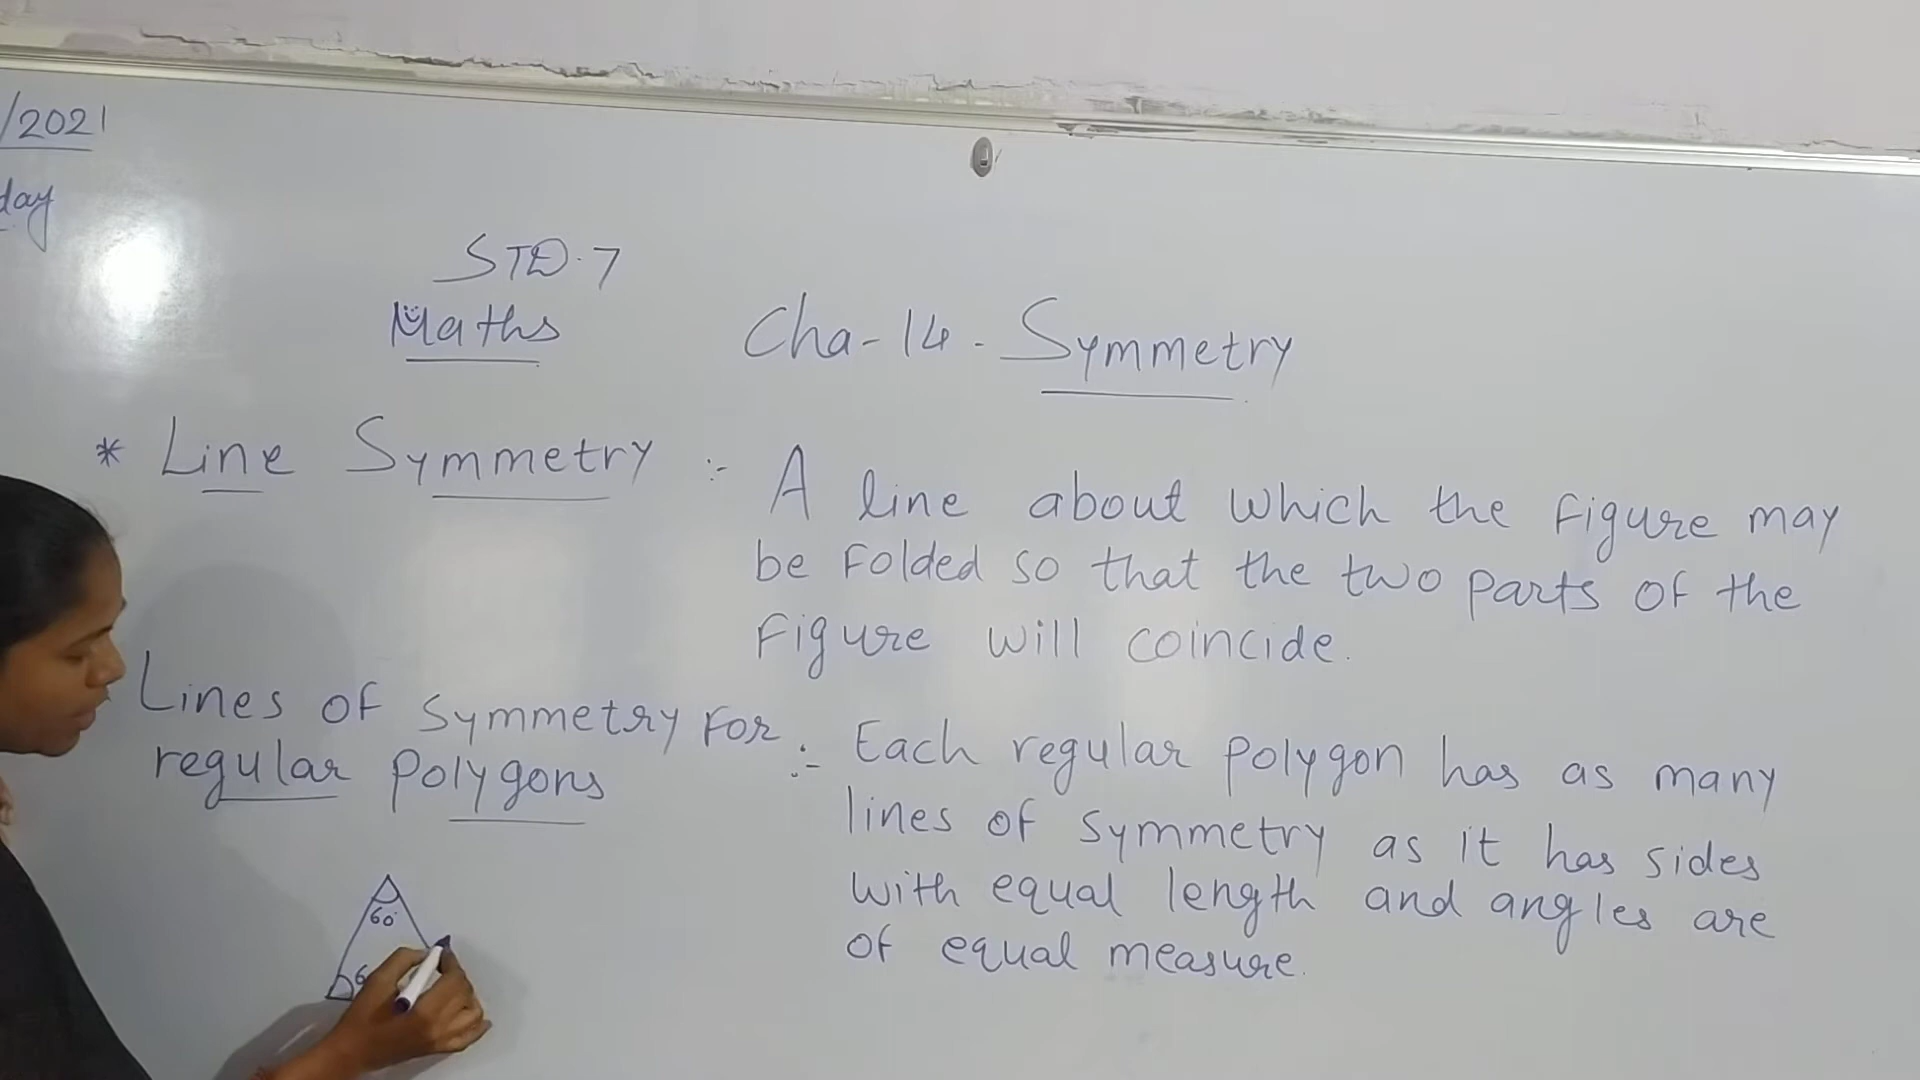 /2021
day
STD.7
Maths
Cha-14. Symmetry
* Line Symmetry :- A line about which the figure may
be folded so that the two parts of the
figure will coincide.
Lines of symmetry for
regular polygons :- Each regular polygon has as many
lines of symmetry as it has sides
with equal length and angles are
of equal measure.
60°
6